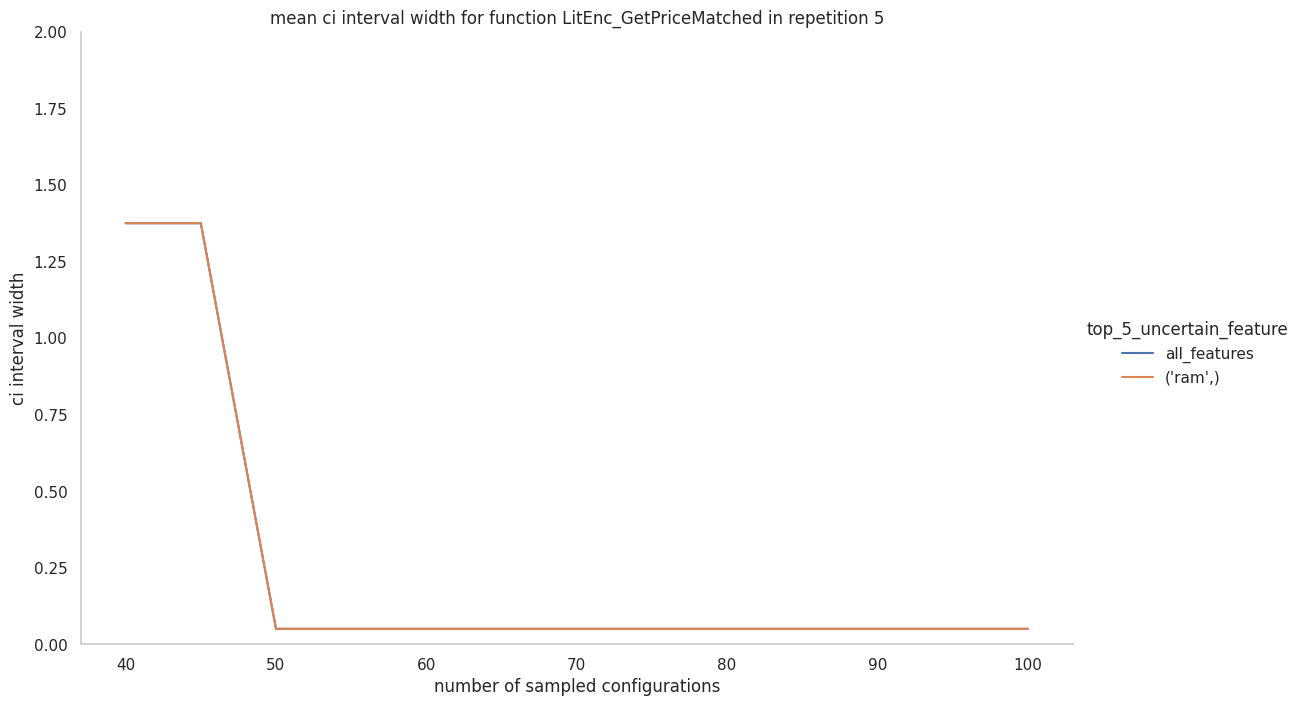 mean ci interval width for function LitEnc_GetPriceMatched in repetition 5
2.00
1.75
1.50
1.25
1.00
0.75
0.50
0.25
0.00
ci interval width
40 50 60 70 80 90 100
number of sampled configurations
top_5_uncertain_feature
all_features
('ram',)